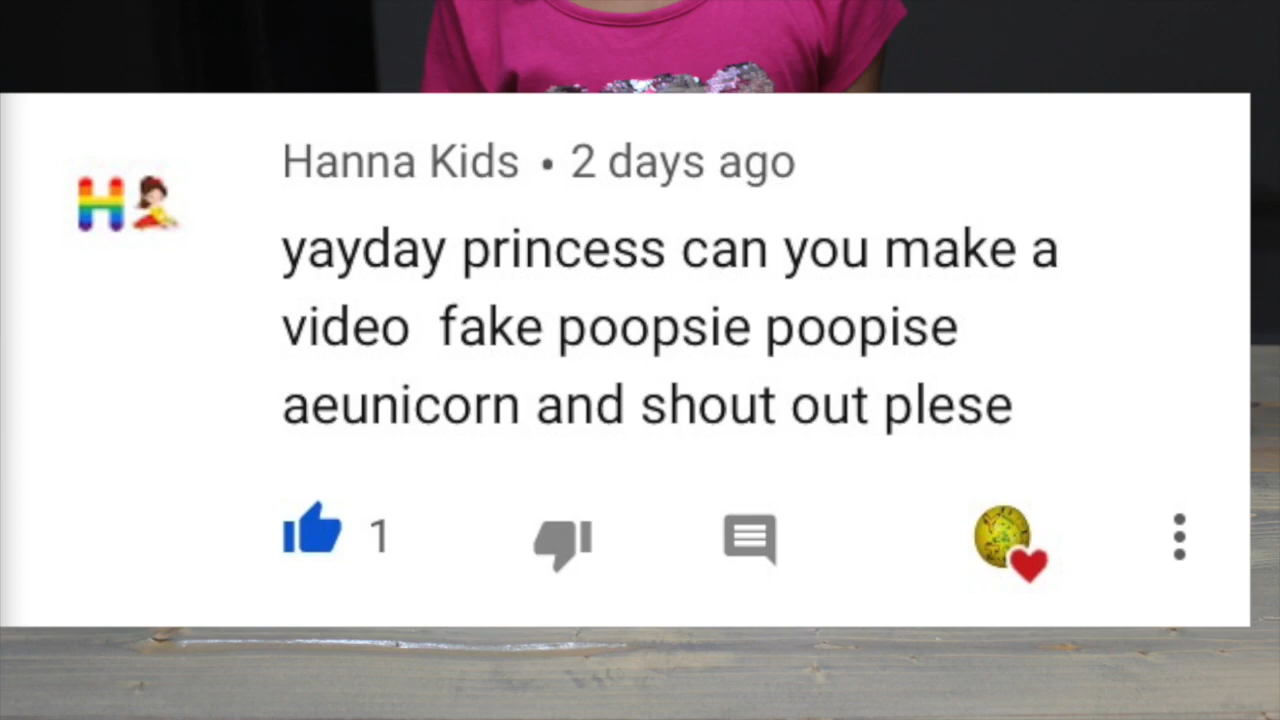 Hanna Kids • 2 days ago
yayday princess can you make a
video  fake poopsie poopise
aeunicorn and shout out plese
1